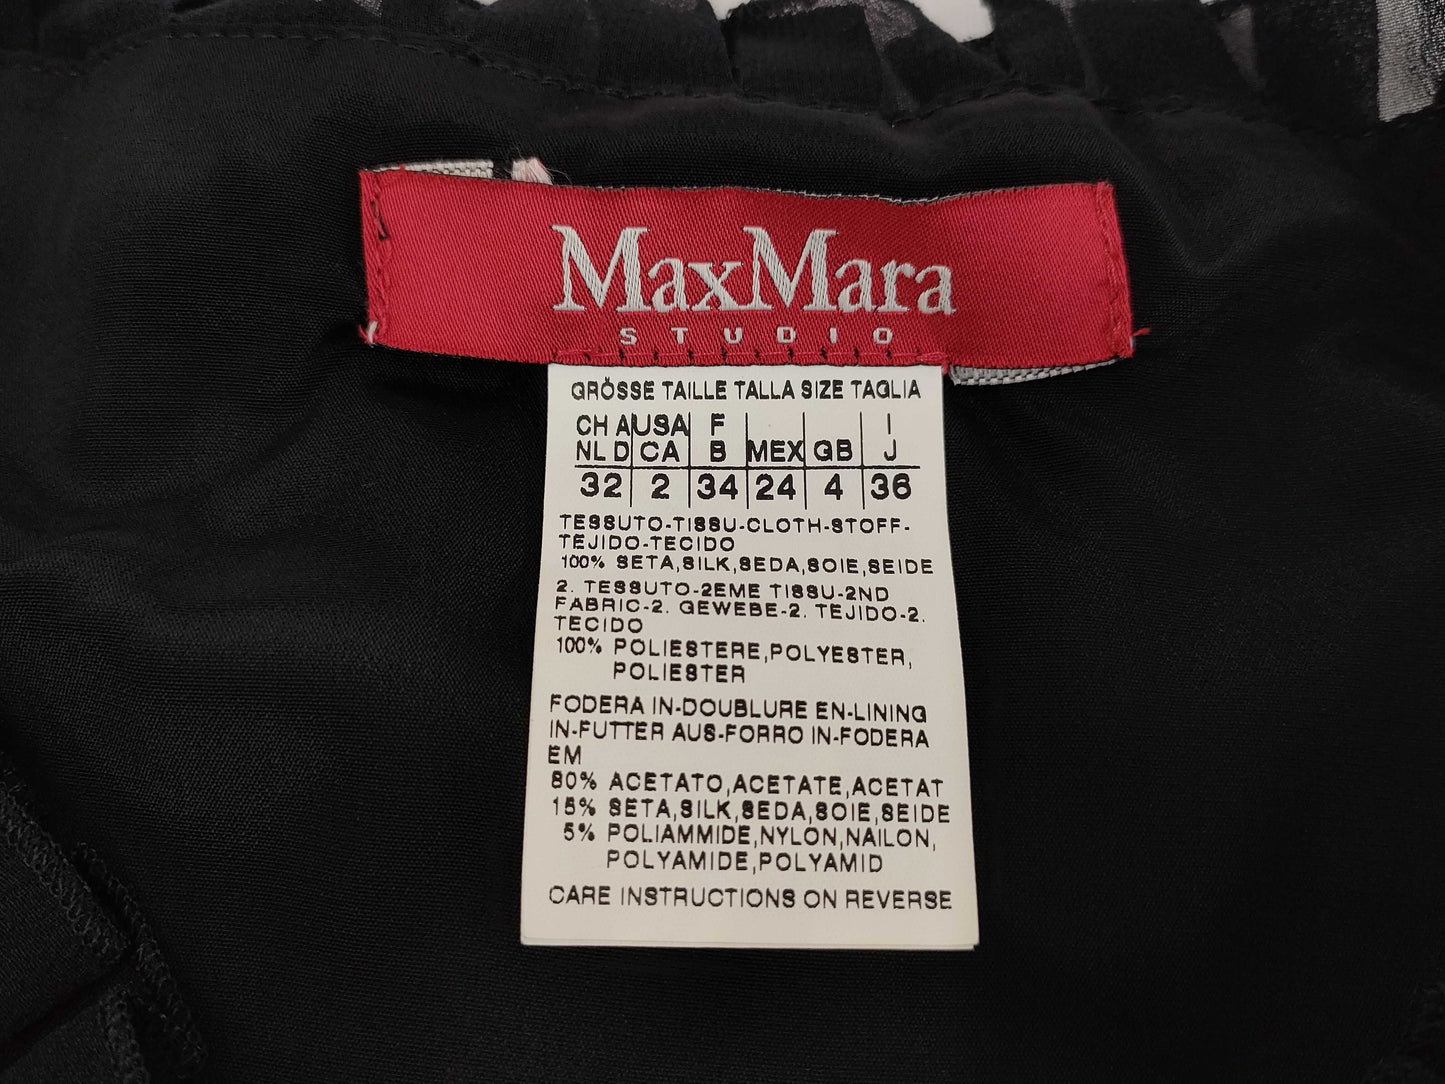 MaxMara
STUDIO
GRÖSSE TAILLE TALLA SIZE TAGLIA
CH A USA F I
NL D CA B MEX GB J
32 2 34 24 4 36
TESSUTO-TISSU-CLOTH-STOFF-
TEJIDO-TECIDO
100% SETA,SILK,SEDA,SOIE,SEIDE
2. TESSUTO-2EME TISSU-2ND
FABRIC-2. GEWEBE-2. TEJIDO-2.
TECIDO
100% POLIESTERE,POLYESTER,
POLIESTER
FODERA IN-DOUBLURE EN-LINING
IN-FUTTER AUS-FORRO IN-FODERA
EM
80% ACETATO,ACETATE,ACETAT
15% SETA,SILK,SEDA,SOIE,SEIDE
5% POLIAMMIDE,NYLON,NAILON,
POLYAMIDE,POLYAMID
CARE INSTRUCTIONS ON REVERSE